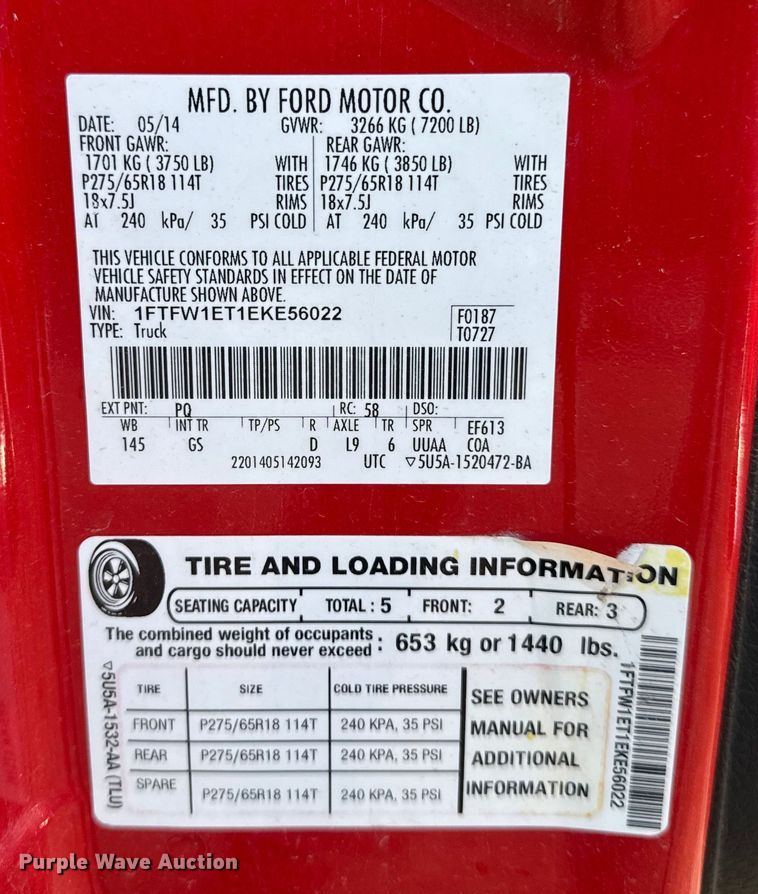 MFD. BY FORD MOTOR CO.
DATE: 05/14 GVWR: 3266 KG ( 7200 LB)
FRONT GAWR: REAR GAWR:
1701 KG ( 3750 LB) WITH 1746 KG ( 3850 LB) WITH
P275/65R18 114T TIRES P275/65R18 114T TIRES
18x7.5J RIMS 18x7.5J RIMS
AT 240 kPa/ 35 PSI COLD AT 240 kPa/ 35 PSI COLD
THIS VEHICLE CONFORMS TO ALL APPLICABLE FEDERAL MOTOR
VEHICLE SAFETY STANDARDS IN EFFECT ON THE DATE OF
MANUFACTURE SHOWN ABOVE.
VIN: 1FTFW1ET1EKE56022 F0187
TYPE: Truck T0727
EXT PNT: PQ RC: 58 DSO:
WB INT TR TP/PS R AXLE TR SPR EF613
145 GS D L9 6 UUAA COA
2201405142093 UTC ▽5U5A-1520472-BA
TIRE AND LOADING INFORMATION
SEATING CAPACITY TOTAL : 5 FRONT: 2 REAR: 3
The combined weight of occupants
and cargo should never exceed : 653 kg or 1440 lbs.
TIRE SIZE COLD TIRE PRESSURE
FRONT P275/65R18 114T 240 KPA, 35 PSI
REAR P275/65R18 114T 240 KPA, 35 PSI
SPARE P275/65R18 114T 240 KPA, 35 PSI
SEE OWNERS
MANUAL FOR
ADDITIONAL
INFORMATION
▽5U5A-1532-AA (TLU)
1FTFW1ET1EKE56022
Purple Wave Auction